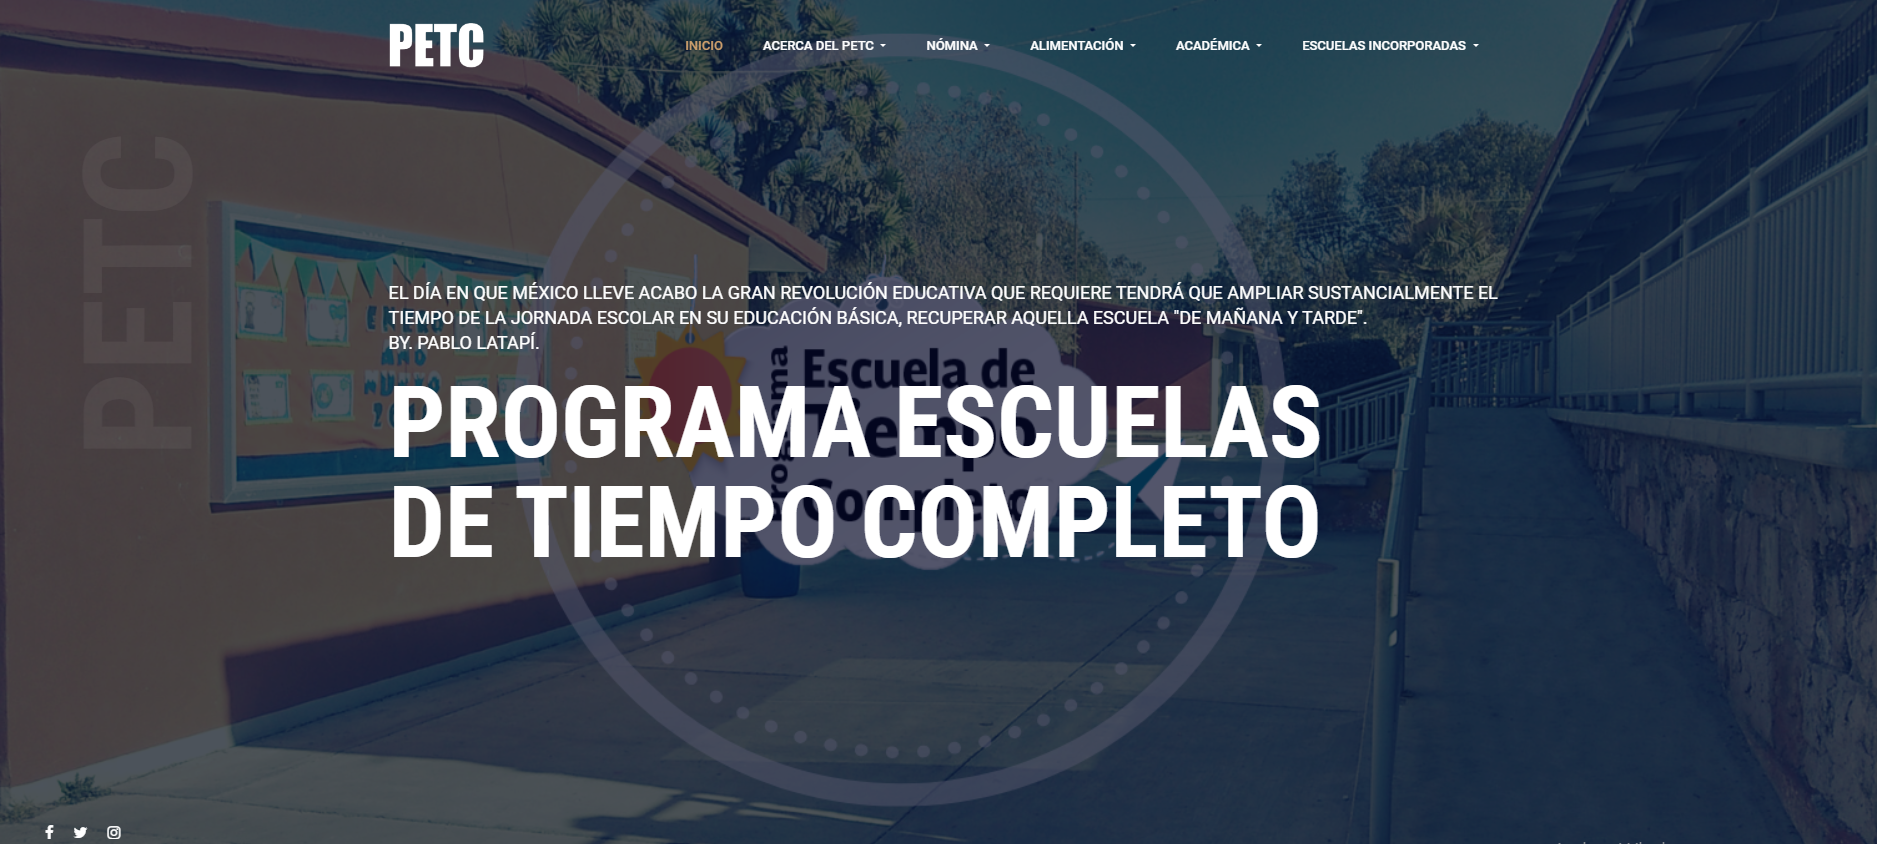 PETC
INICIO
ACERCA DEL PETC
NÓMINA
ALIMENTACIÓN
ACADÉMICA
ESCUELAS INCORPORADAS
PETC
EL DÍA EN QUE MÉXICO LLEVE ACABO LA GRAN REVOLUCIÓN EDUCATIVA QUE REQUIERE TENDRÁ QUE AMPLIAR SUSTANCIALMENTE EL
TIEMPO DE LA JORNADA ESCOLAR EN SU EDUCACIÓN BÁSICA, RECUPERAR AQUELLA ESCUELA "DE MAÑANA Y TARDE".
BY. PABLO LATAPÍ.
Escuela de
Tiempo
Completo
PROGRAMA ESCUELAS
DE TIEMPO COMPLETO